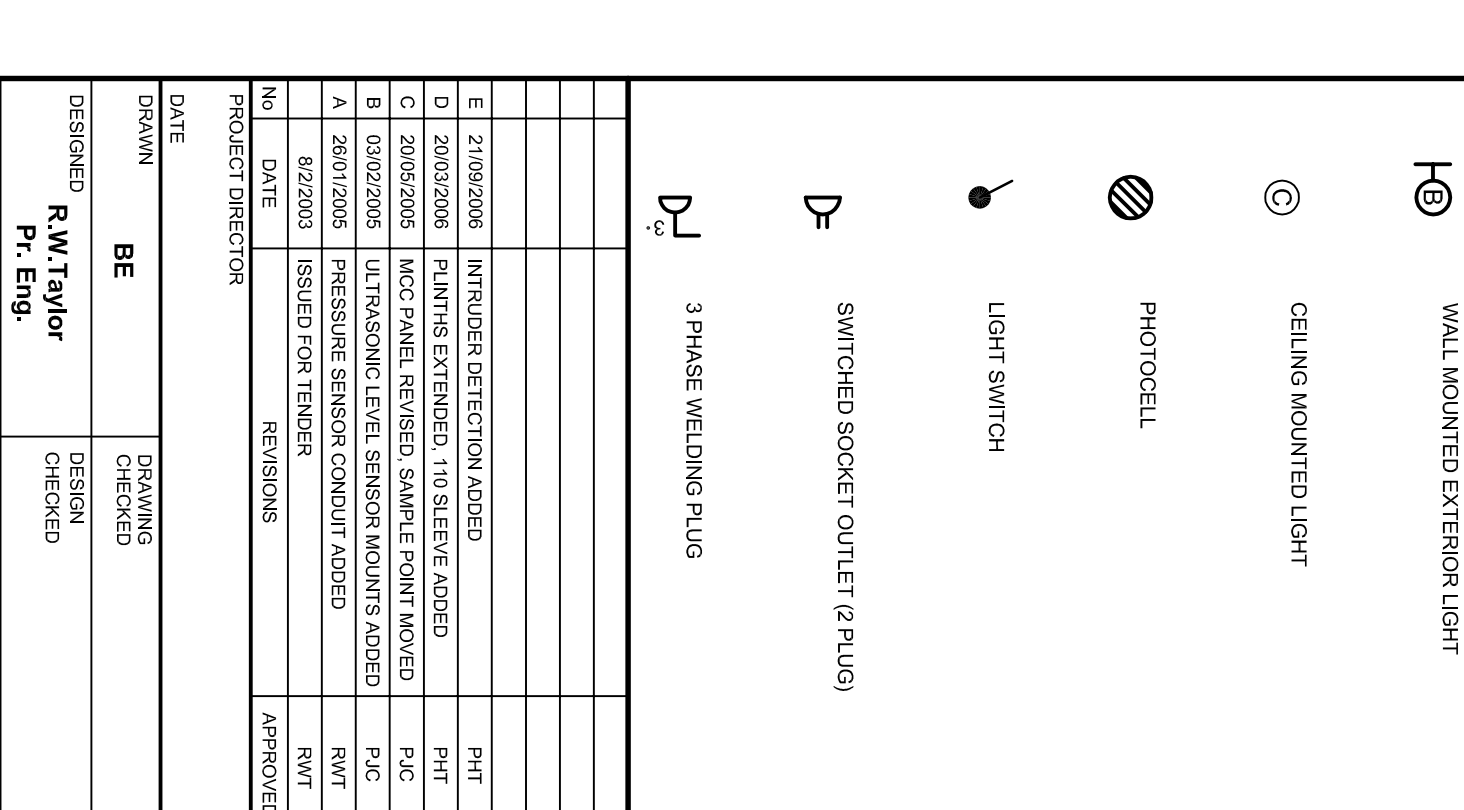 B WALL MOUNTED EXTERIOR LIGHT
C CEILING MOUNTED LIGHT
PHOTOCELL
LIGHT SWITCH
SWITCHED SOCKET OUTLET (2 PLUG)
3 3 PHASE WELDING PLUG
E 21/09/2006 INTRUDER DETECTION ADDED PHT
D 20/03/2006 PLINTHS EXTENDED, 110 SLEEVE ADDED PHT
C 20/05/2005 MCC PANEL REVISED, SAMPLE POINT MOVED PJC
B 03/02/2005 ULTRASONIC LEVEL SENSOR MOUNTS ADDED PJC
A 26/01/2005 PRESSURE SENSOR CONDUIT ADDED RWT
8/2/2003 ISSUED FOR TENDER RWT
No DATE REVISIONS APPROVED
PROJECT DIRECTOR
DATE
DRAWN
BE
DRAWING
CHECKED
DESIGNED
R.W.Taylor
Pr. Eng.
DESIGN
CHECKED